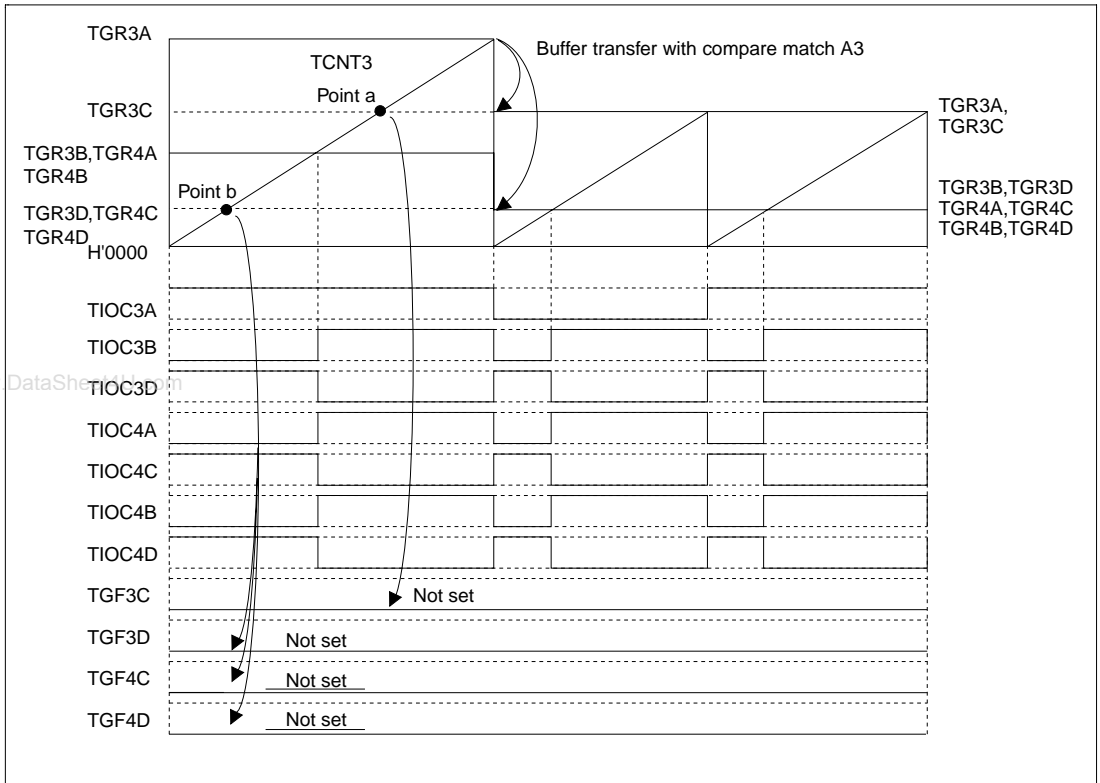 TGR3A
Buffer transfer with compare match A3
TCNT3
Point a
TGR3C
TGR3A,
TGR3C
TGR3B,TGR4A
TGR4B
Point b
TGR3D,TGR4C
TGR4D
H'0000
TGR3B,TGR3D
TGR4A,TGR4C
TGR4B,TGR4D
TIOC3A
TIOC3B
.DataSheet4U.com
TIOC3D
TIOC4A
TIOC4C
TIOC4B
TIOC4D
TGF3C
Not set
TGF3D
Not set
TGF4C
Not set
TGF4D
Not set